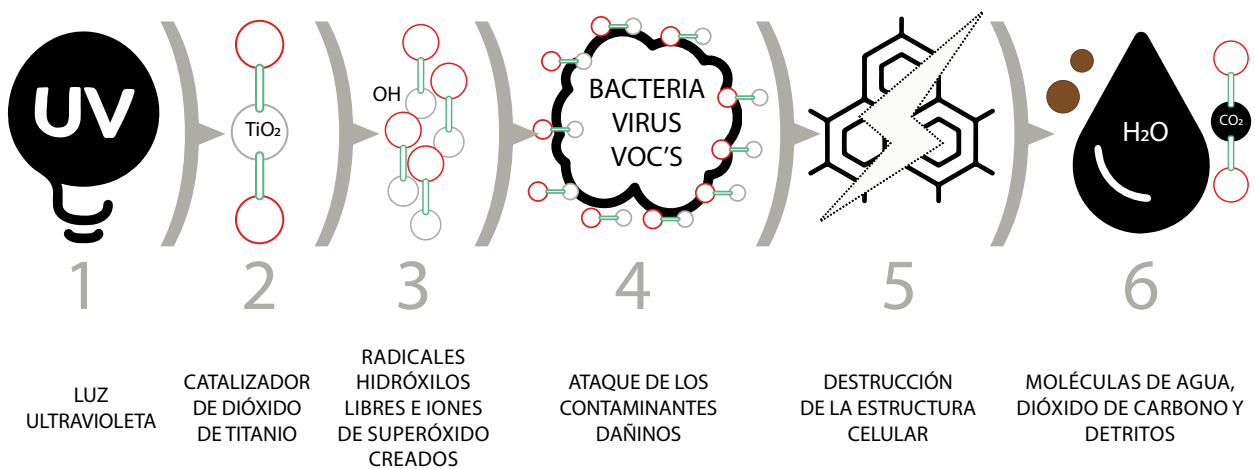 UV
TiO₂
OH
BACTERIA
VIRUS
VOC'S
H₂O
CO₂
1
2
3
4
5
6
LUZ
ULTRAVIOLETA
CATALIZADOR
DE DIÓXIDO
DE TITANIO
RADICALES
HIDRÓXILOS
LIBRES E IONES
DE SUPERÓXIDO
CREADOS
ATAQUE DE LOS
CONTAMINANTES
DAÑINOS
DESTRUCCIÓN
DE LA ESTRUCTURA
CELULAR
MOLÉCULAS DE AGUA,
DIÓXIDO DE CARBONO Y
DETRITOS